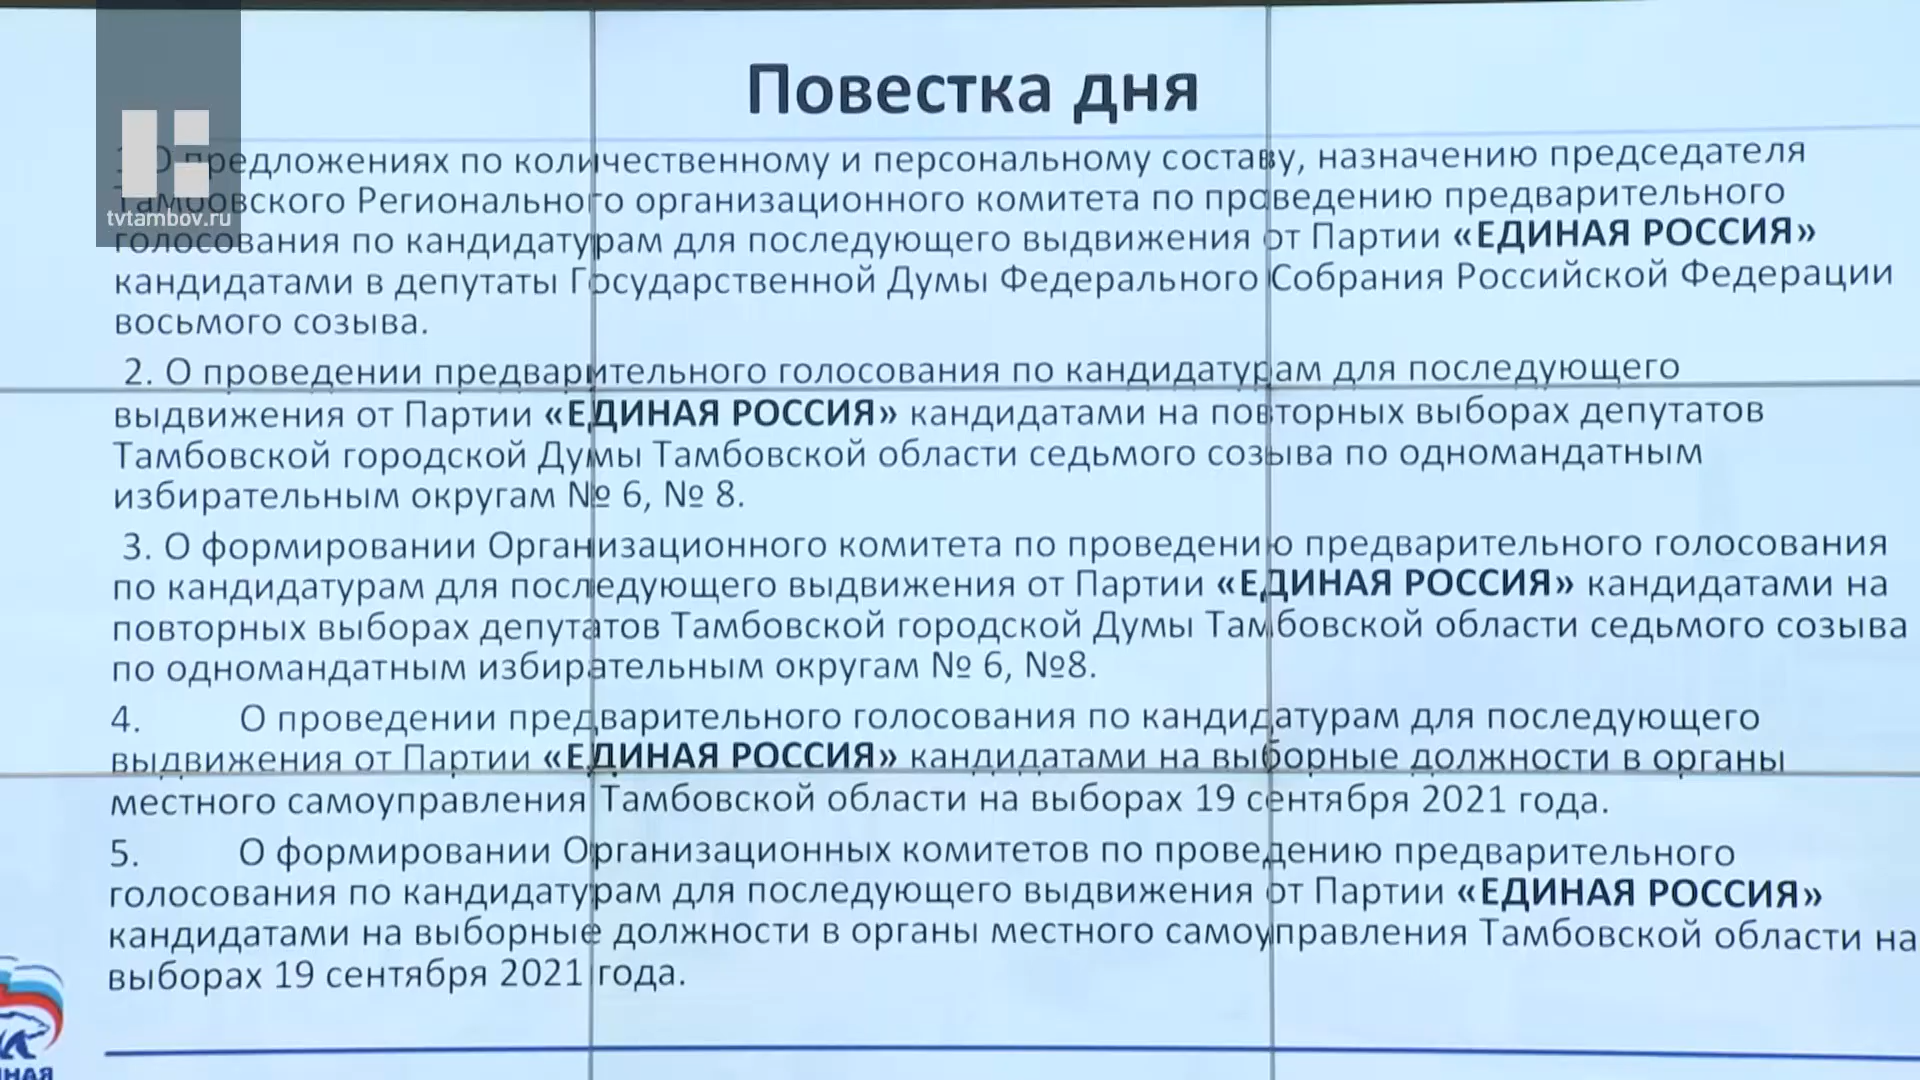 Повестка дня
1. О предложениях по количественному и персональному составу, назначению председателя
Тамбовского Регионального организационного комитета по проведению предварительного
tvtambov.ru
голосования по кандидатурам для последующего выдвижения от Партии «ЕДИНАЯ РОССИЯ»
кандидатами в депутаты Государственной Думы Федерального Собрания Российской Федерации
восьмого созыва.
2. О проведении предварительного голосования по кандидатурам для последующего
выдвижения от Партии «ЕДИНАЯ РОССИЯ» кандидатами на повторных выборах депутатов
Тамбовской городской Думы Тамбовской области седьмого созыва по одномандатным
избирательным округам № 6, № 8.
3. О формировании Организационного комитета по проведению предварительного голосования
по кандидатурам для последующего выдвижения от Партии «ЕДИНАЯ РОССИЯ» кандидатами на
повторных выборах депутатов Тамбовской городской Думы Тамбовской области седьмого созыва
по одномандатным избирательным округам № 6, №8.
4. О проведении предварительного голосования по кандидатурам для последующего
выдвижения от Партии «ЕДИНАЯ РОССИЯ» кандидатами на выборные должности в органы
местного самоуправления Тамбовской области на выборах 19 сентября 2021 года.
5. О формировании Организационных комитетов по проведению предварительного
голосования по кандидатурам для последующего выдвижения от Партии «ЕДИНАЯ РОССИЯ»
кандидатами на выборные должности в органы местного самоуправления Тамбовской области на
выборах 19 сентября 2021 года.